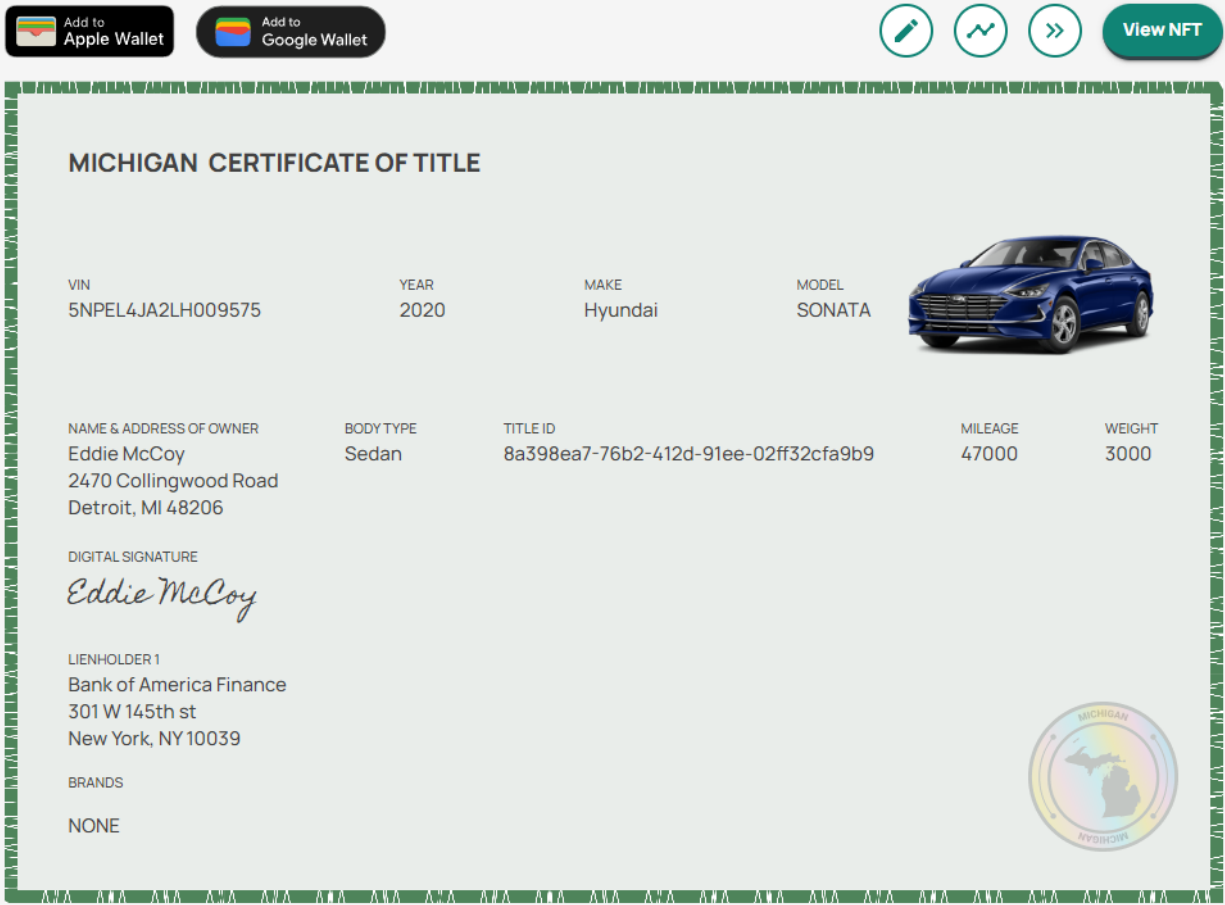 Add to
Apple Wallet
Add to
Google Wallet
View NFT
MICHIGAN CERTIFICATE OF TITLE
VIN
5NPEL4JA2LH009575
YEAR
2020
MAKE
Hyundai
MODEL
SONATA
NAME & ADDRESS OF OWNER
Eddie McCoy
2470 Collingwood Road
Detroit, MI 48206
BODY TYPE
Sedan
TITLE ID
8a398ea7-76b2-412d-91ee-02ff32cfa9b9
MILEAGE
47000
WEIGHT
3000
DIGITAL SIGNATURE
Eddie McCoy
LIENHOLDER 1
Bank of America Finance
301 W 145th st
New York, NY 10039
BRANDS
NONE
MICHIGAN
MICHIGAN